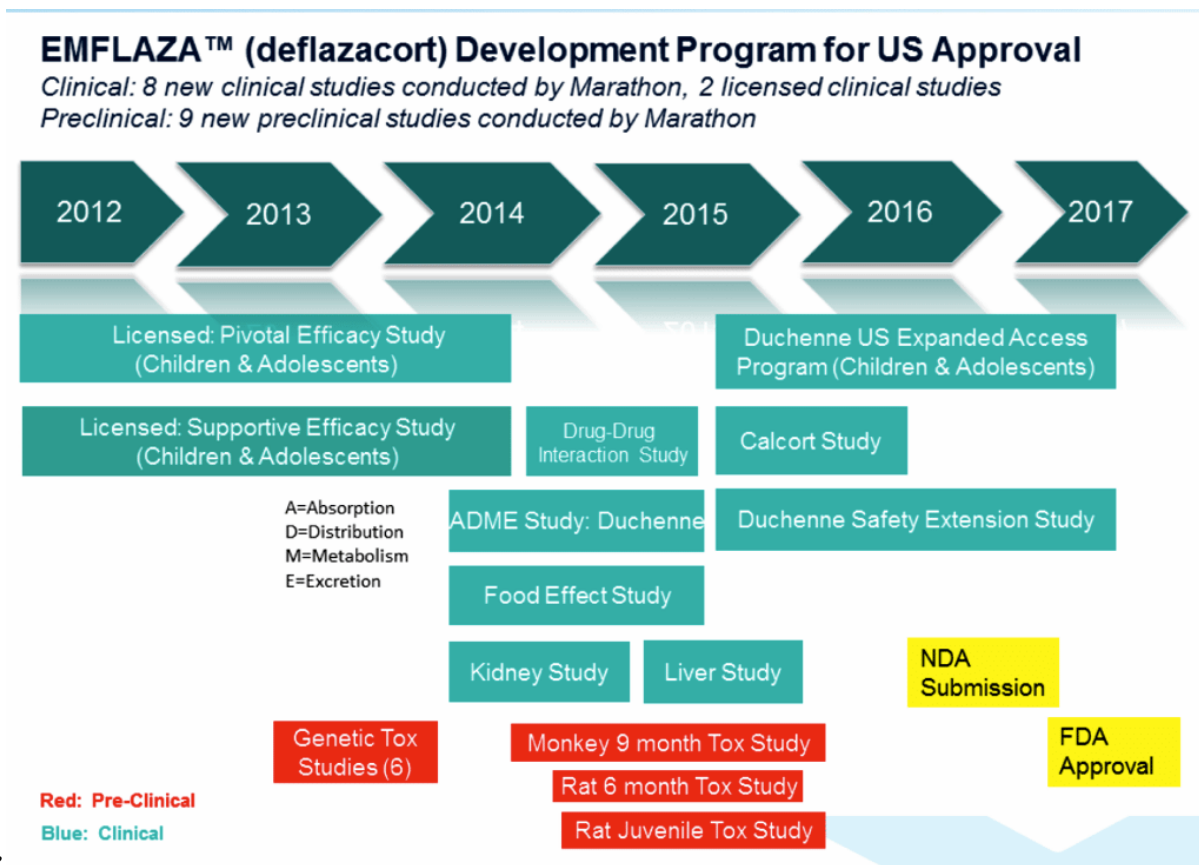 EMFLAZA™ (deflazacort) Development Program for US Approval
Clinical: 8 new clinical studies conducted by Marathon, 2 licensed clinical studies
Preclinical: 9 new preclinical studies conducted by Marathon
2012
2013
2014
2015
2016
2017
Licensed: Pivotal Efficacy Study
(Children & Adolescents)
Duchenne US Expanded Access
Program (Children & Adolescents)
Licensed: Supportive Efficacy Study
(Children & Adolescents)
Drug-Drug
Interaction Study
Calcort Study
A=Absorption
D=Distribution
M=Metabolism
E=Excretion
ADME Study: Duchenne
Duchenne Safety Extension Study
Food Effect Study
Kidney Study
Liver Study
NDA
Submission
Genetic Tox
Studies (6)
Monkey 9 month Tox Study
Rat 6 month Tox Study
Rat Juvenile Tox Study
FDA
Approval
Red: Pre-Clinical
Blue: Clinical